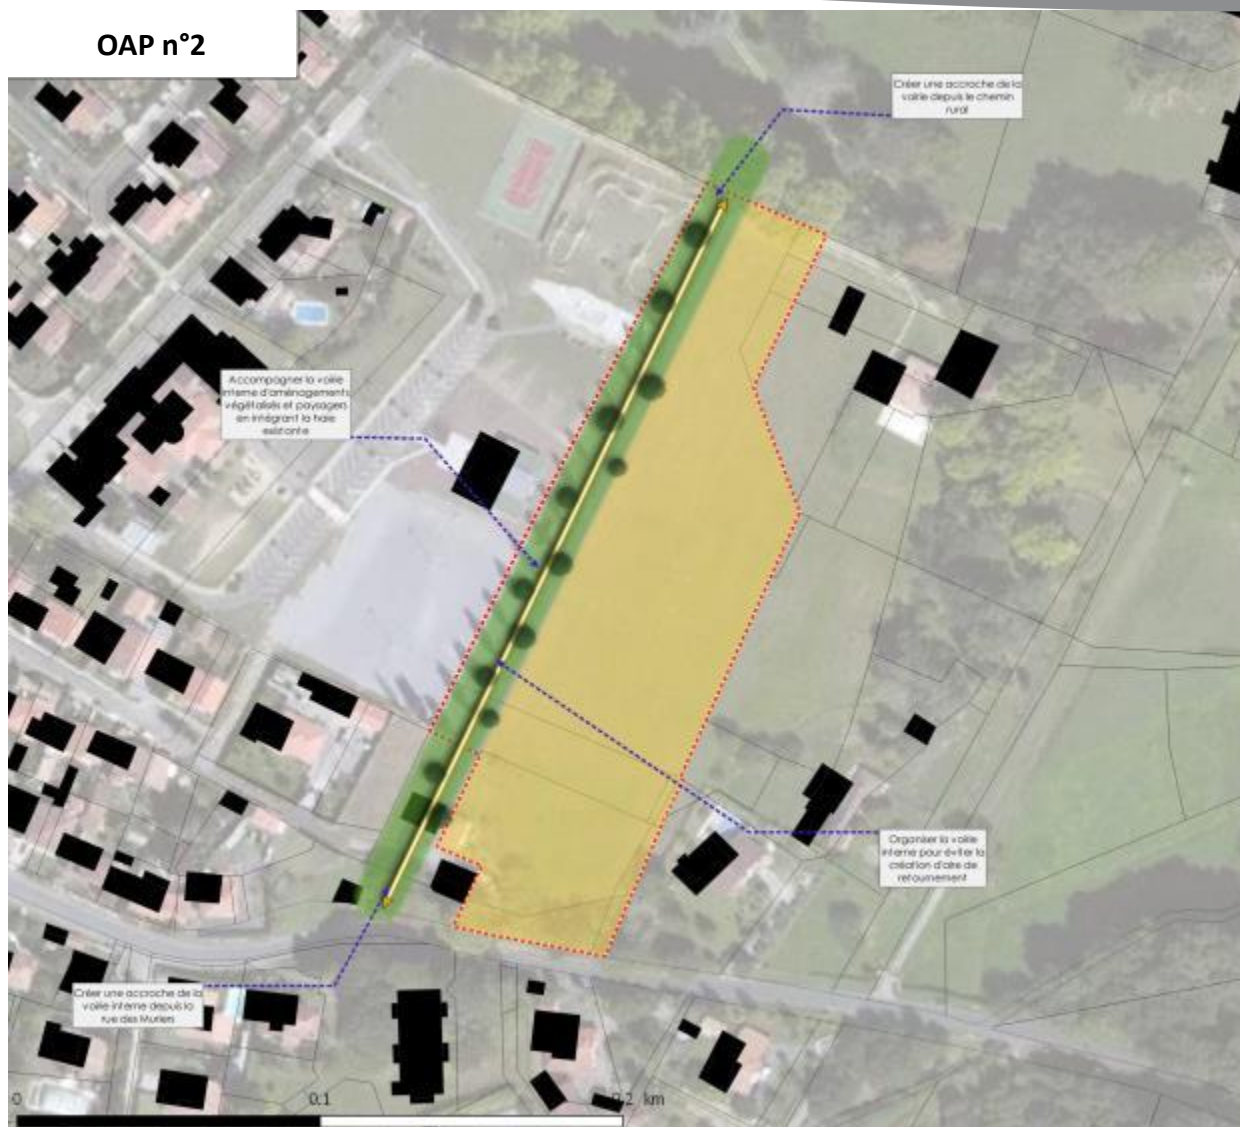 OAP n°2
Créer une accroche de la
voirie depuis le chemin
rural
Accompagner la voirie
interne d'aménagements
végétalisés et paysagers
en intégrant la haie
existante
Organiser la voirie
interne pour éviter la
création d'aire de
retournement
Créer une accroche de la
voirie interne depuis la
rue des Muriers
0 0.1 0.2 km